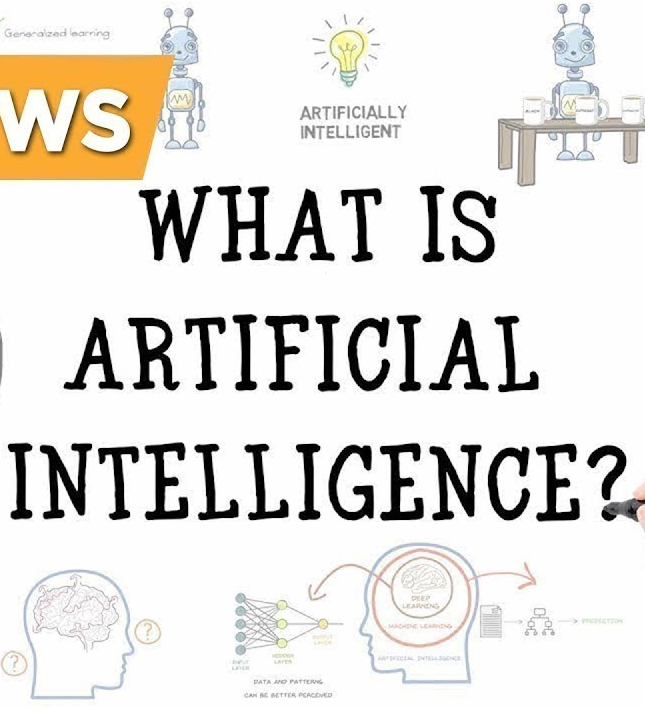 Generalized learning
WS
ARTIFICIALLY
INTELLIGENT
BLACK
WHAT IS
ARTIFICIAL
INTELLIGENCE?
DEEP
LEARNING
MACHINE LEARNING
ARTIFICIAL INTELLIGENCE
?
?
INPUT
LAYER
HIDDEN
LAYER
OUTPUT
LAYER
PREDICTION
DATA AND PATTERNS
CAN BE BETTER PERCEIVED